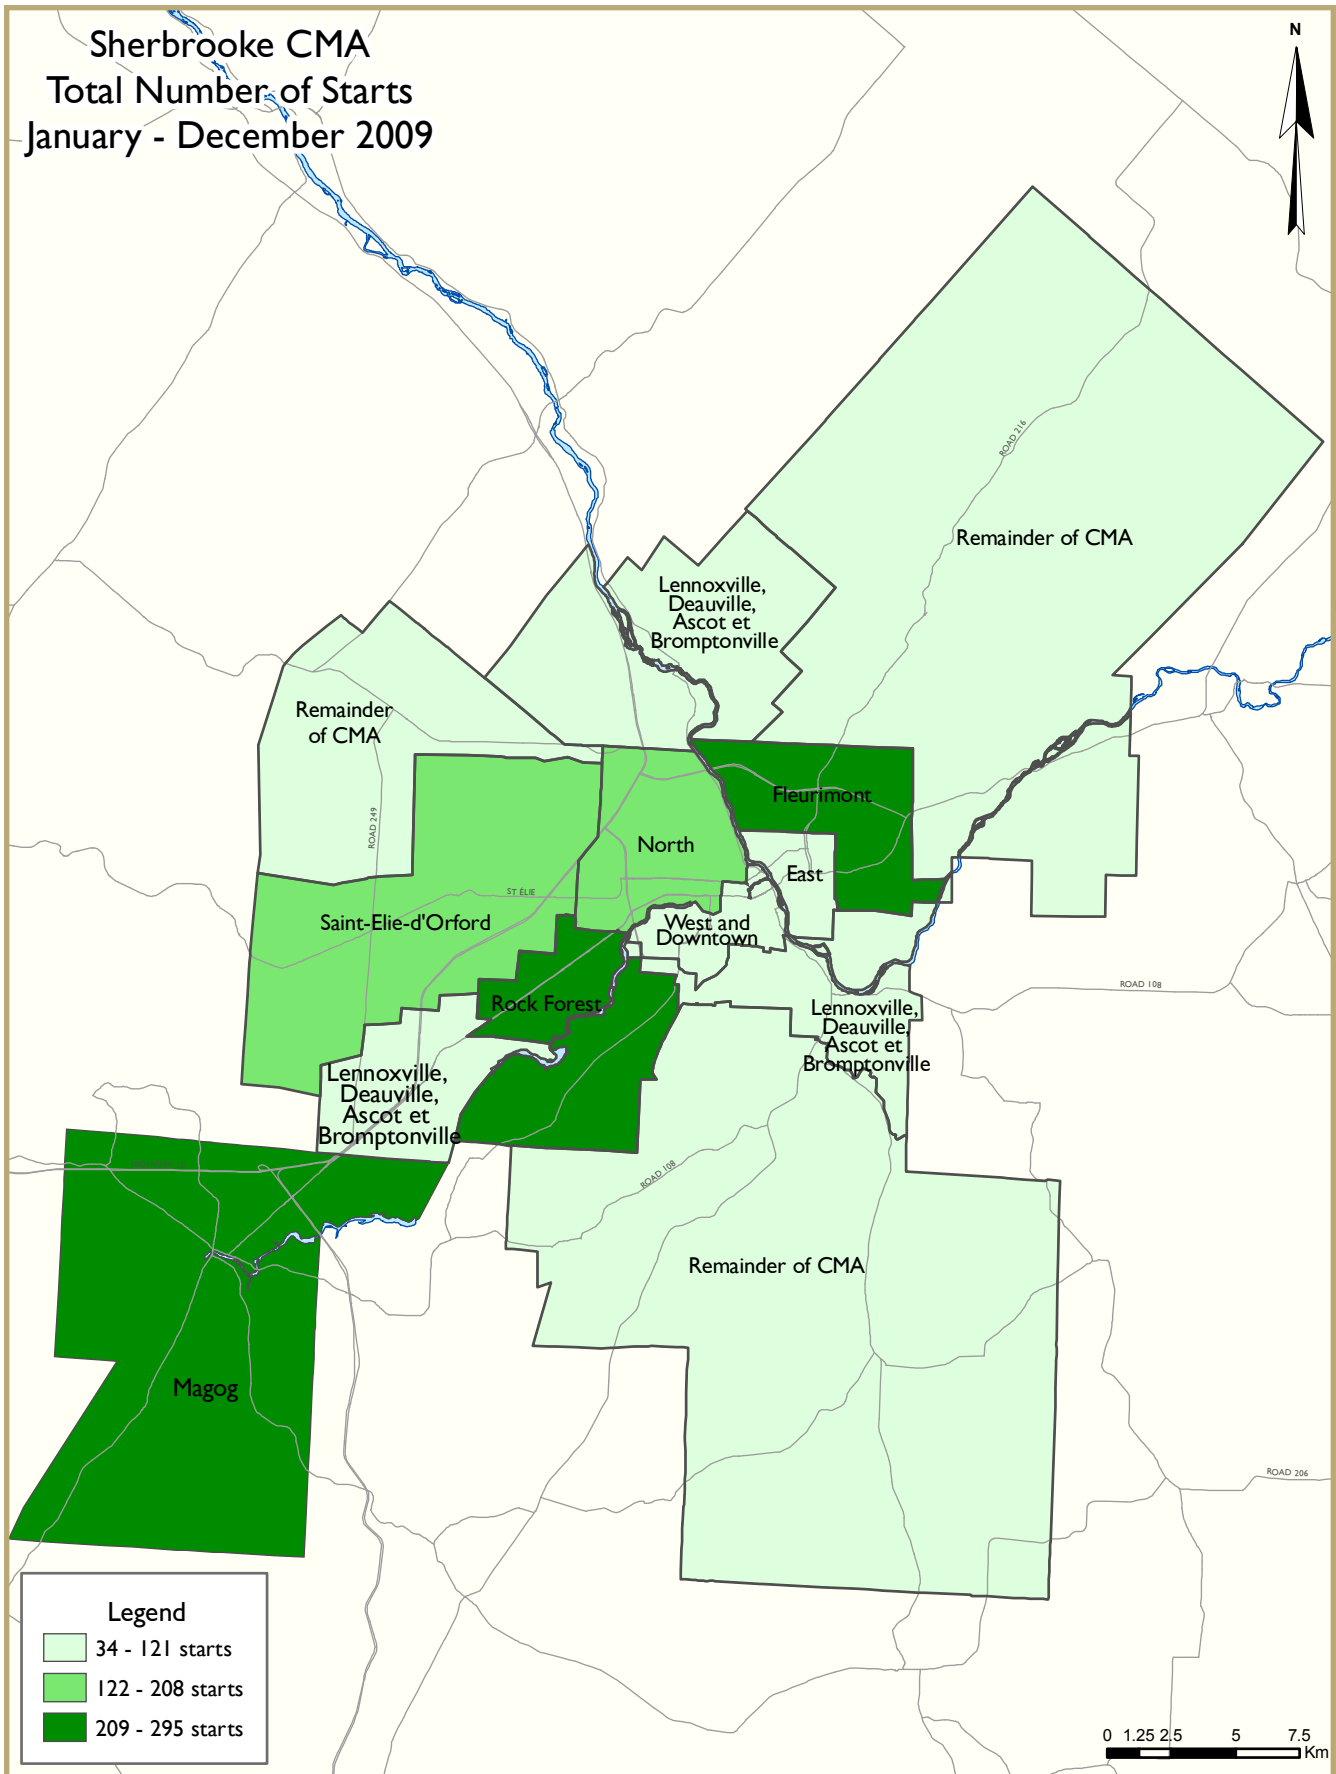 Sherbrooke CMA
Total Number of Starts
January - December 2009
N
ROAD 216
Remainder of CMA
Lennoxville,
Deauville,
Ascot et
Bromptonville
Remainder
of CMA
ROAD 249
Fleurimont
North
East
ST ÉLIE
Saint-Elie-d'Orford
West and
Downtown
Rock Forest
ROAD 108
Lennoxville,
Deauville,
Ascot et
Bromptonville
Lennoxville,
Deauville,
Ascot et
Bromptonville
ROAD 108
Remainder of CMA
Magog
ROAD 206
Legend
34 - 121 starts
122 - 208 starts
209 - 295 starts
0 1.25 2.5 5 7.5
Km